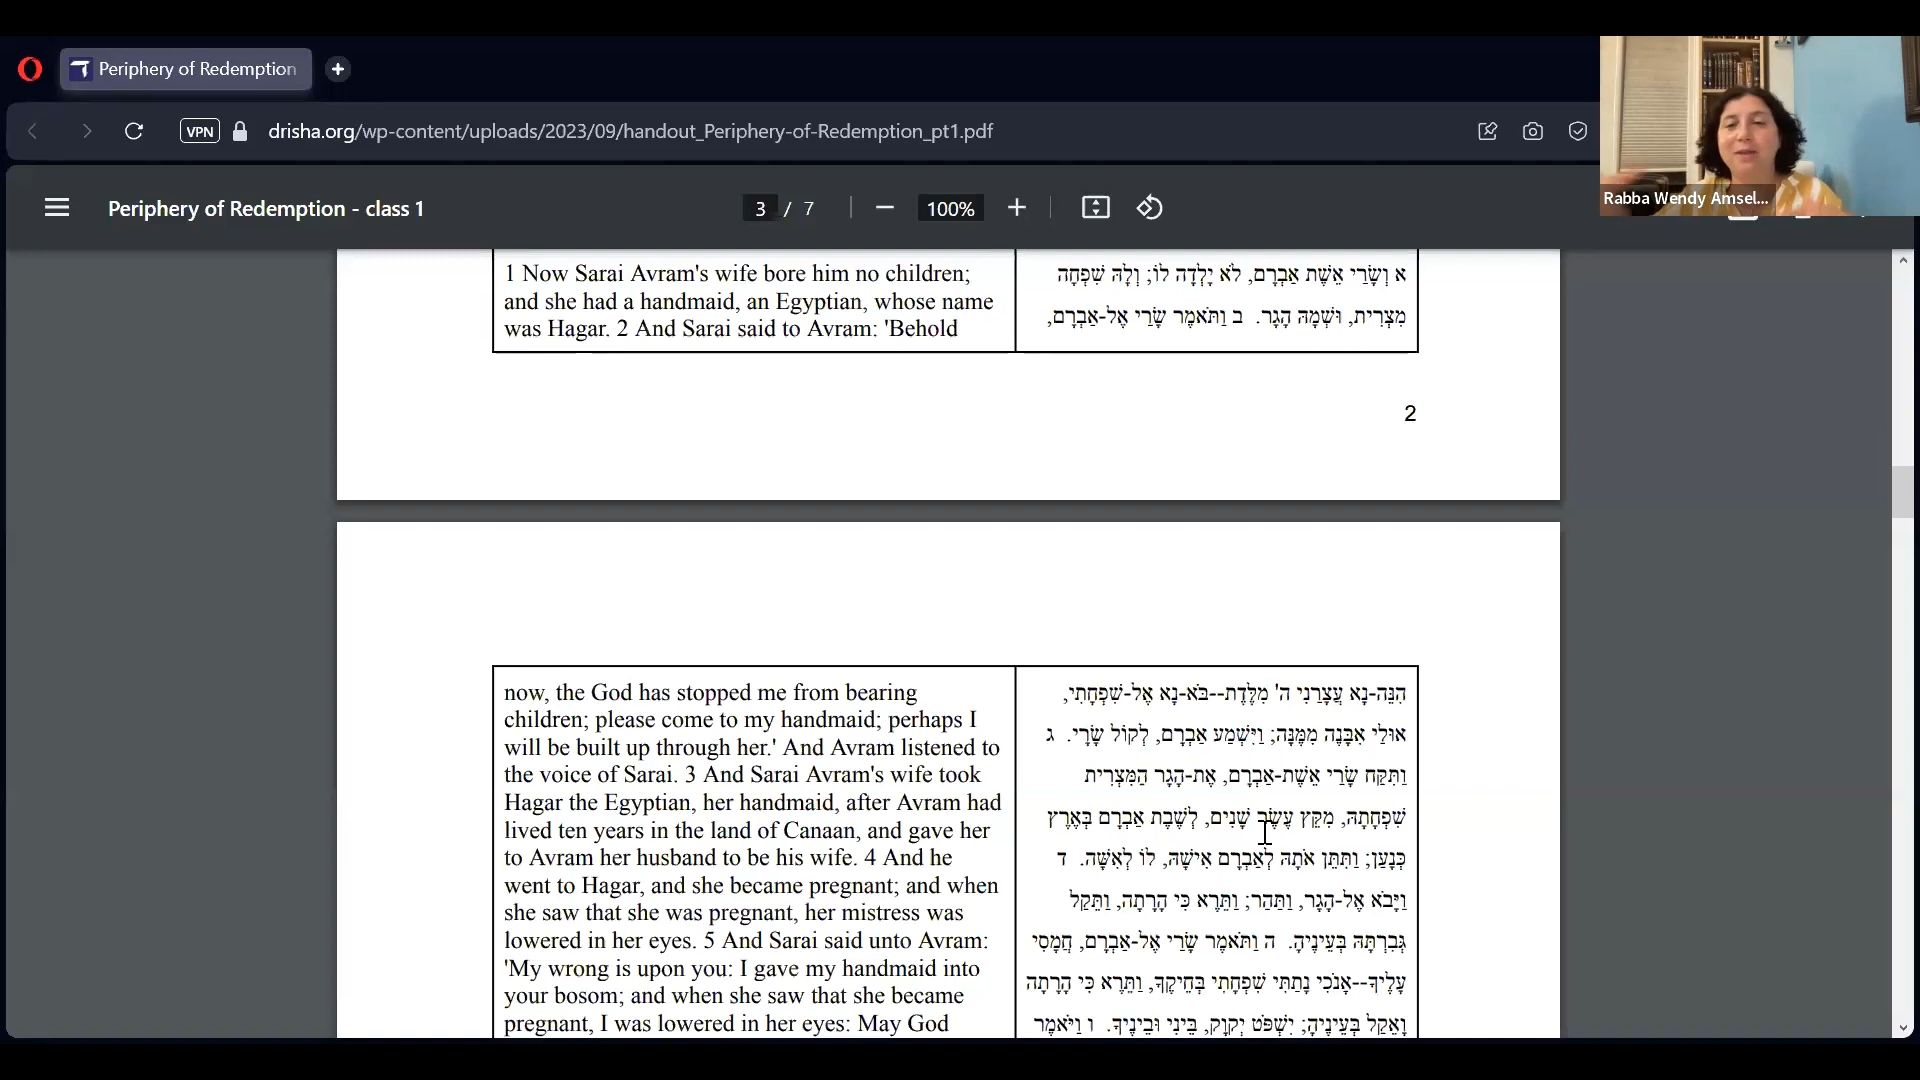 Periphery of Redemption
VPN
drisha.org/wp-content/uploads/2023/09/handout_Periphery-of-Redemption_pt1.pdf
Rabba Wendy Amsel...
Periphery of Redemption - class 1
3 / 7
100%
1 Now Sarai Avram's wife bore him no children;
and she had a handmaid, an Egyptian, whose name
was Hagar. 2 And Sarai said to Avram: 'Behold
א וְשָׂרַי אֵשֶׁת אַבְרָם, לֹא יָלְדָה לוֹ; וְלָהּ שִׁפְחָה
מִצְרִית, וּשְׁמָהּ הָגָר. ב וַתֹּאמֶר שָׂרַי אֶל-אַבְרָם,
2
now, the God has stopped me from bearing
children; please come to my handmaid; perhaps I
will be built up through her.' And Avram listened to
the voice of Sarai. 3 And Sarai Avram's wife took
Hagar the Egyptian, her handmaid, after Avram had
lived ten years in the land of Canaan, and gave her
to Avram her husband to be his wife. 4 And he
went to Hagar, and she became pregnant; and when
she saw that she was pregnant, her mistress was
lowered in her eyes. 5 And Sarai said unto Avram:
'My wrong is upon you: I gave my handmaid into
your bosom; and when she saw that she became
pregnant, I was lowered in her eyes: May God
הִנֵּה-נָא עֲצָרַנִי ה' מִלֶּדֶת--בֹּא-נָא אֶל-שִׁפְחָתִי,
אוּלַי אִבָּנֶה מִמֶּנָּה; וַיִּשְׁמַע אַבְרָם, לְקוֹל שָׂרָי. ג
וַתִּקַּח שָׂרַי אֵשֶׁת-אַבְרָם, אֶת-הָגָר הַמִּצְרִית
שִׁפְחָתָהּ, מִקֵּץ עֶשֶׂר שָׁנִים, לְשֶׁבֶת אַבְרָם בְּאֶרֶץ
כְּנָעַן; וַתִּתֵּן אֹתָהּ לְאַבְרָם אִישָׁהּ, לוֹ לְאִשָּׁה. ד
וַיָּבֹא אֶל-הָגָר, וַתַּהַר; וַתֵּרֶא כִּי הָרָתָה, וַתֵּקַל
גְּבִרְתָּהּ בְּעֵינֶיהָ. ה וַתֹּאמֶר שָׂרַי אֶל-אַבְרָם, חֲמָסִי
עָלֶיךָ--אָנֹכִי נָתַתִּי שִׁפְחָתִי בְּחֵיקֶךָ, וַתֵּרֶא כִּי הָרָתָה
וָאֵקַל בְּעֵינֶיהָ; יִשְׁפֹּט יְקוָק, בֵּינִי וּבֵינֶיךָ. ו וַיֹּאמֶר